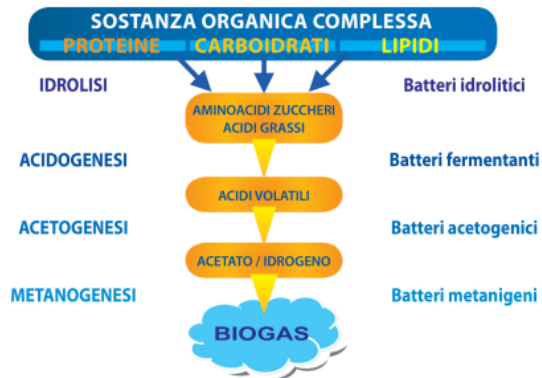 SOSTANZA ORGANICA COMPLESSA
PROTEINE CARBOIDRATI LIPIDI
IDROLISI
Batteri idrolitici
AMINOACIDI ZUCCHERI
ACIDI GRASSI
ACIDOGENESI
Batteri fermentanti
ACIDI VOLATILI
ACETOGENESI
Batteri acetogenici
ACETATO / IDROGENO
METANOGENESI
Batteri metanigeni
BIOGAS